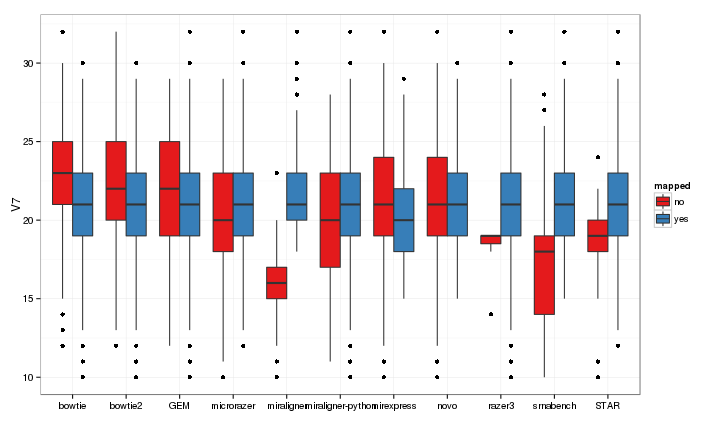 30
25
20
15
10
V7
bowtie bowtie2 GEM microrazer miraligner miraligner-python mirexpress novo razer3 srnabench STAR
mapped
no
yes